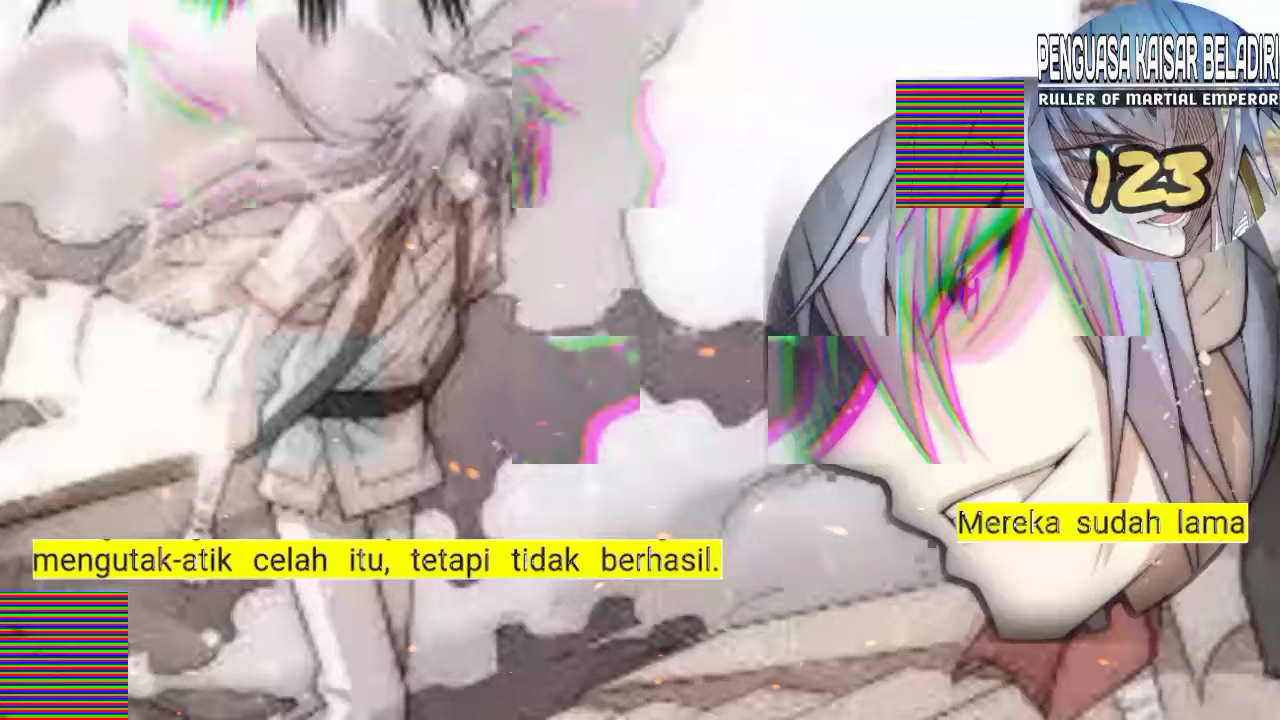 PENGUASA KAISAR BELADIRI
RULLER OF MARTIAL EMPEROR
123
Mereka sudah lama
mengutak-atik celah itu, tetapi tidak berhasil.